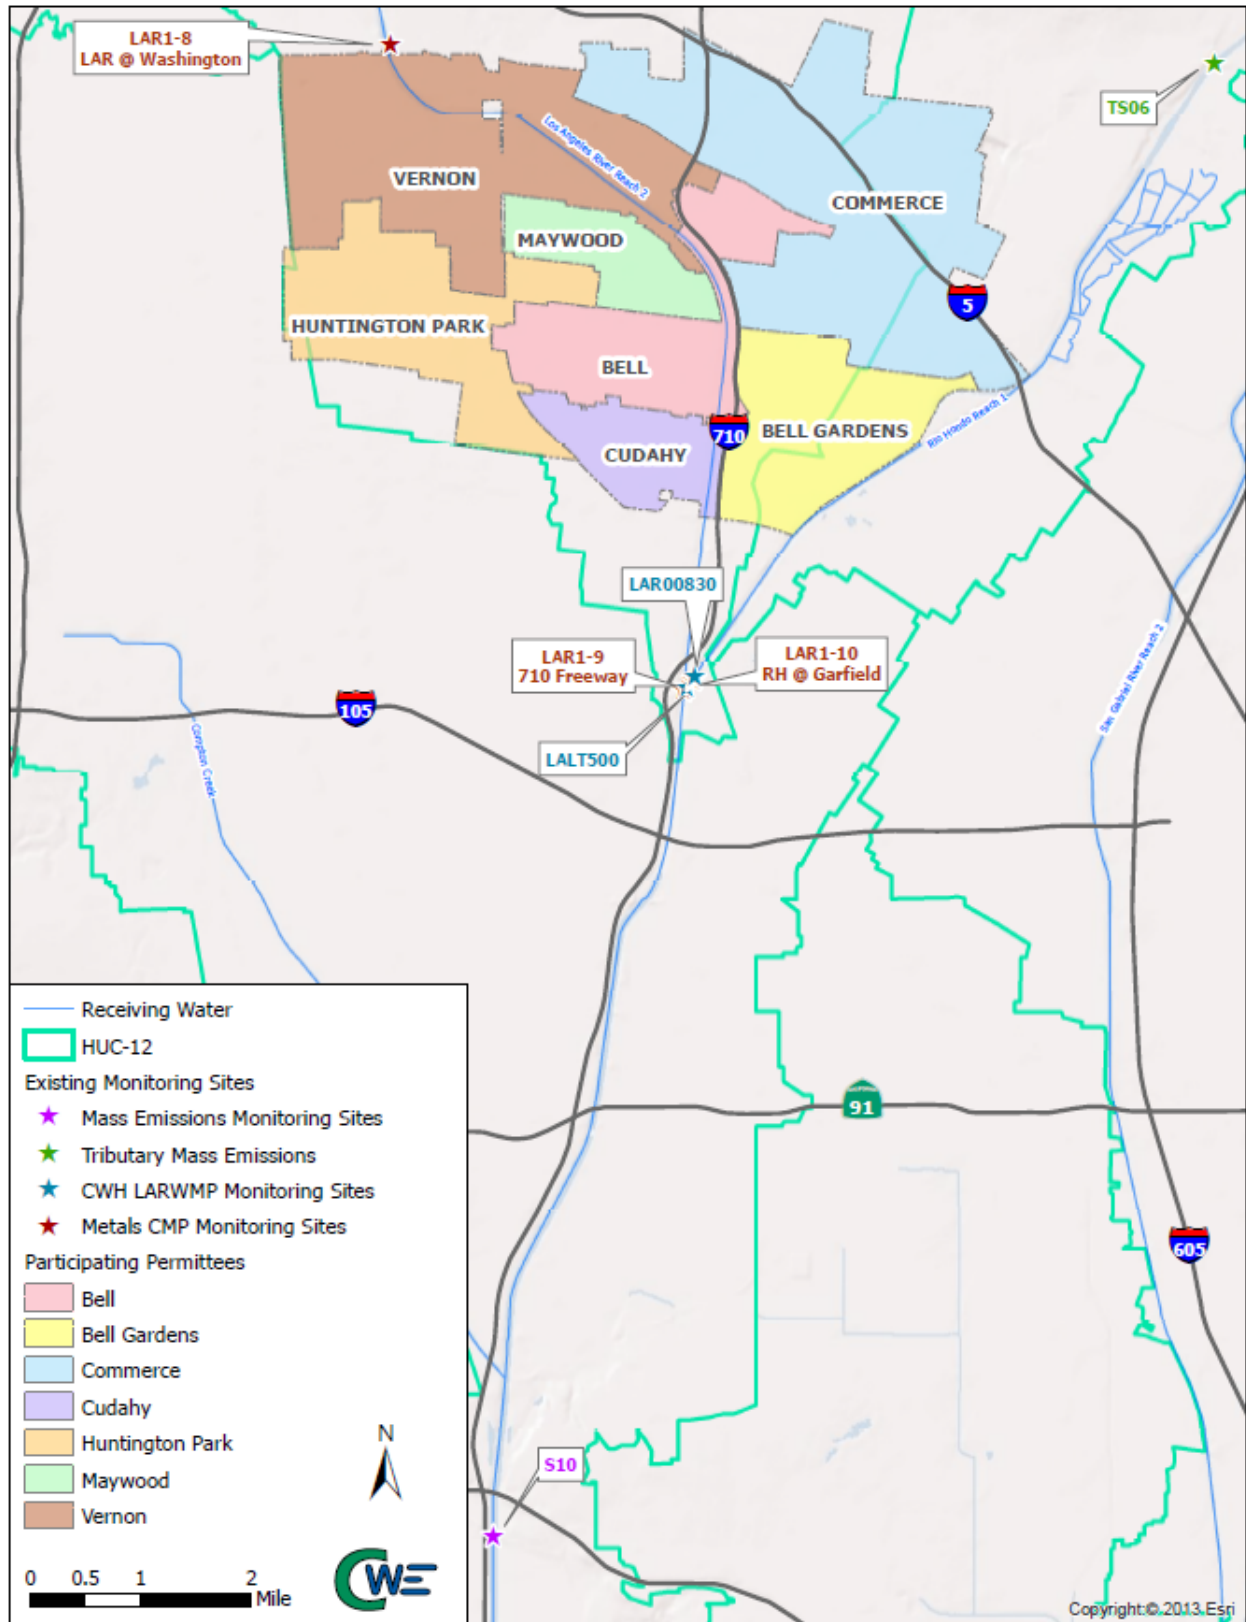 LAR1-8
LAR @ Washington
TS06
Los Angeles River Reach 2
VERNON
COMMERCE
MAYWOOD
5
HUNTINGTON PARK
BELL
Rio Hondo Reach 1
710
BELL GARDENS
CUDAHY
LAR00830
LAR1-9
710 Freeway
LAR1-10
RH @ Garfield
San Gabriel River Reach 2
105
Compton Creek
LALT500
Receiving Water
HUC-12
Existing Monitoring Sites
Mass Emissions Monitoring Sites
Tributary Mass Emissions
CWH LARWMP Monitoring Sites
Metals CMP Monitoring Sites
Participating Permittees
Bell
Bell Gardens
Commerce
Cudahy
Huntington Park
Maywood
Vernon
N
0 0.5 1 2
Mile
CWE
91
605
S10
Copyright:© 2013 Esri